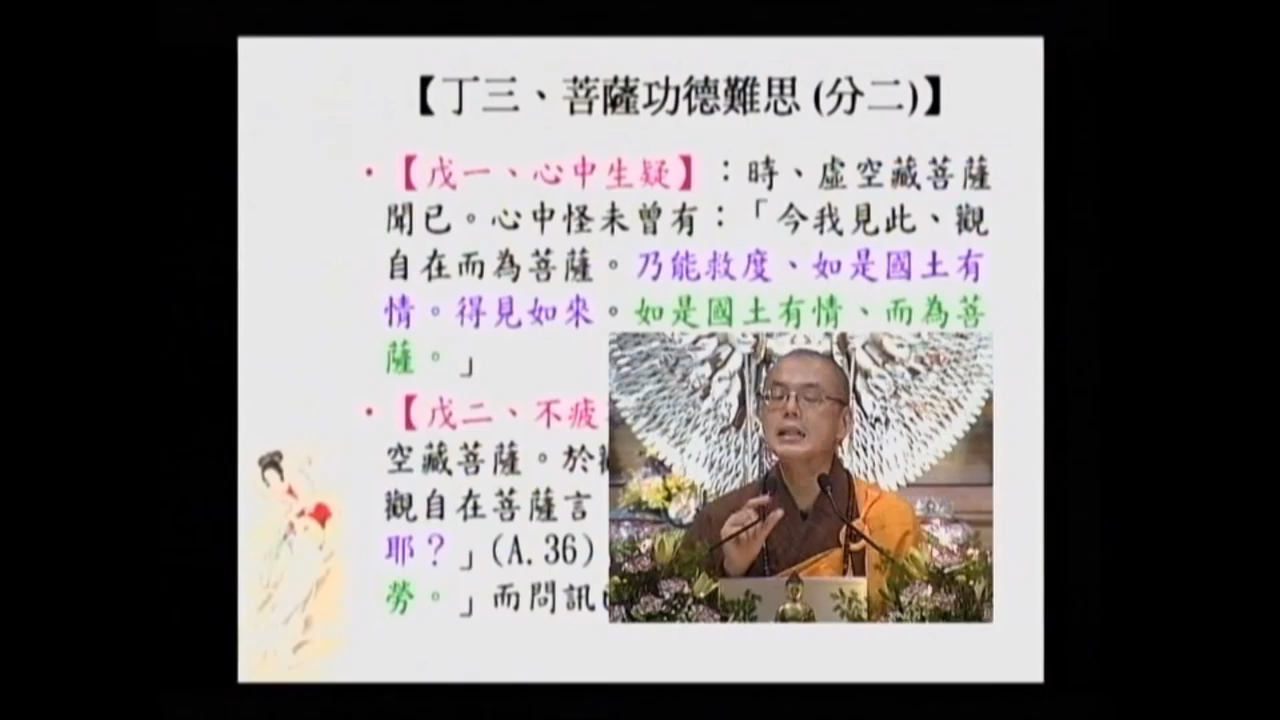 【丁三、菩薩功德難思(分二)】
・【戊一、心中生疑】：時、虛空藏菩薩
聞已。心中怪未曾有：「今我見此、觀
自在而為菩薩。乃能救度、如是國土有
情。得見如來。如是國土有情、而為菩
薩。」
・【戊二、不疲
空藏菩薩。於
觀自在菩薩言
耶？」(A.36)
勞。」而問訊